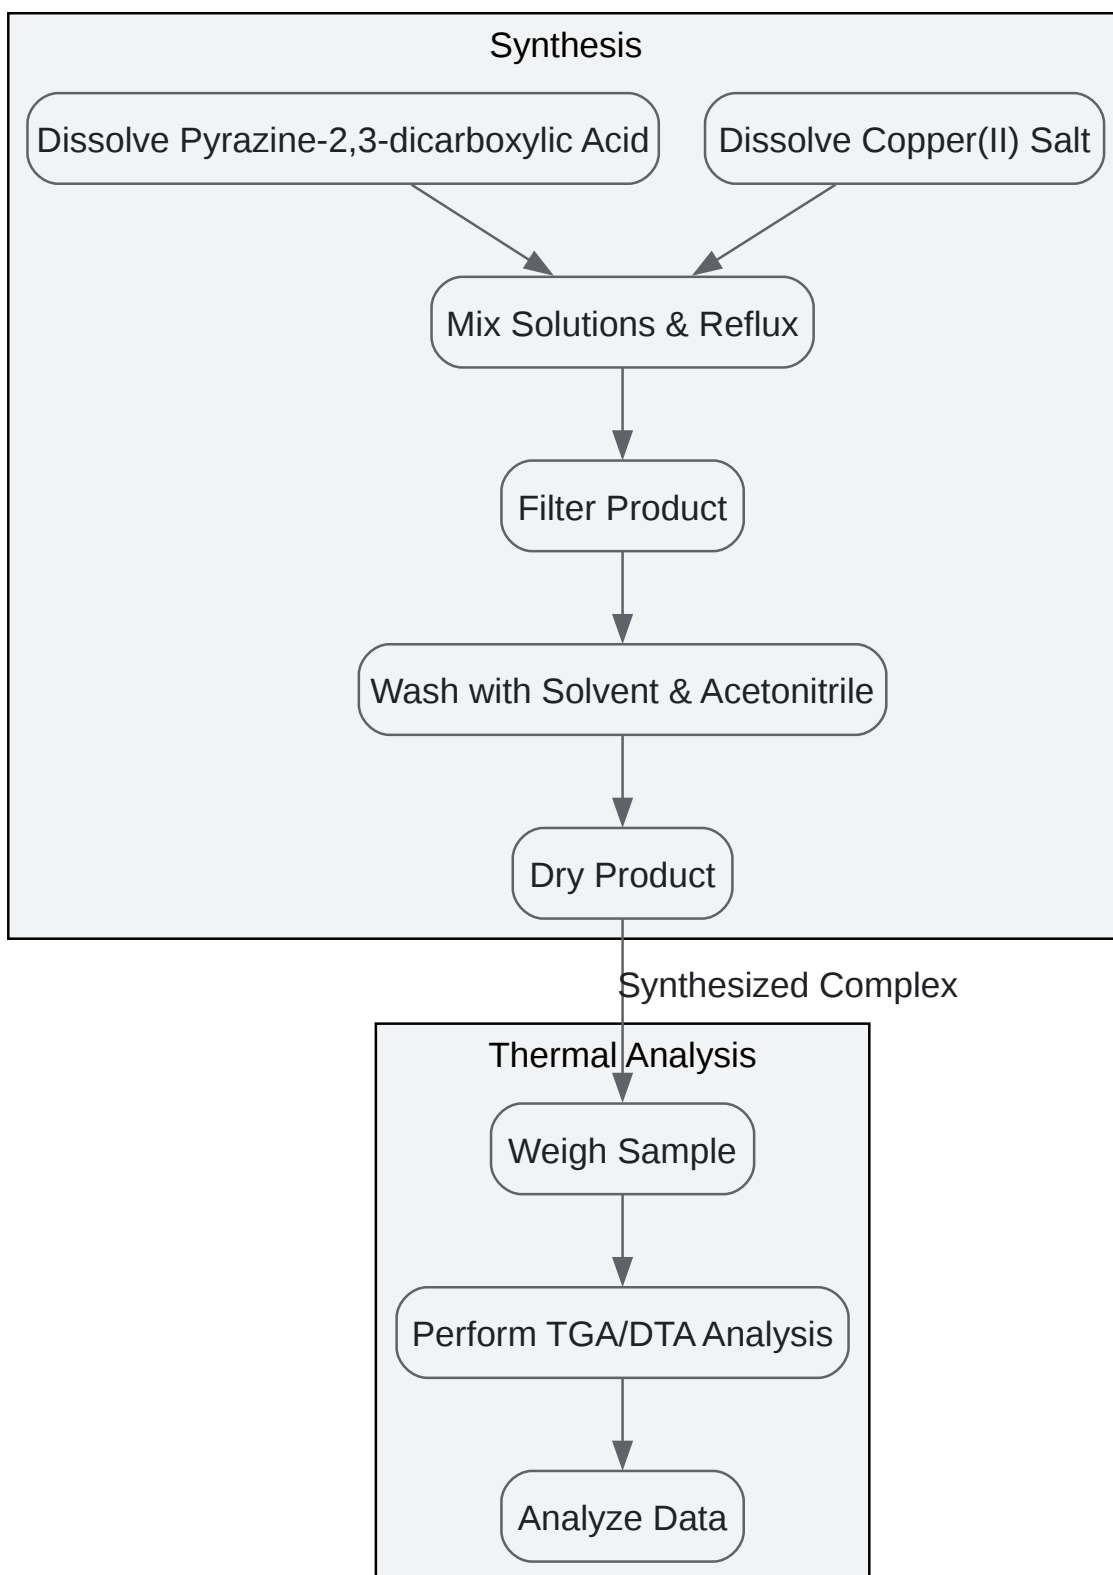 Synthesis
Dissolve Pyrazine-2,3-dicarboxylic Acid
Dissolve Copper(II) Salt
Mix Solutions & Reflux
Filter Product
Wash with Solvent & Acetonitrile
Dry Product
Synthesized Complex
Thermal Analysis
Weigh Sample
Perform TGA/DTA Analysis
Analyze Data